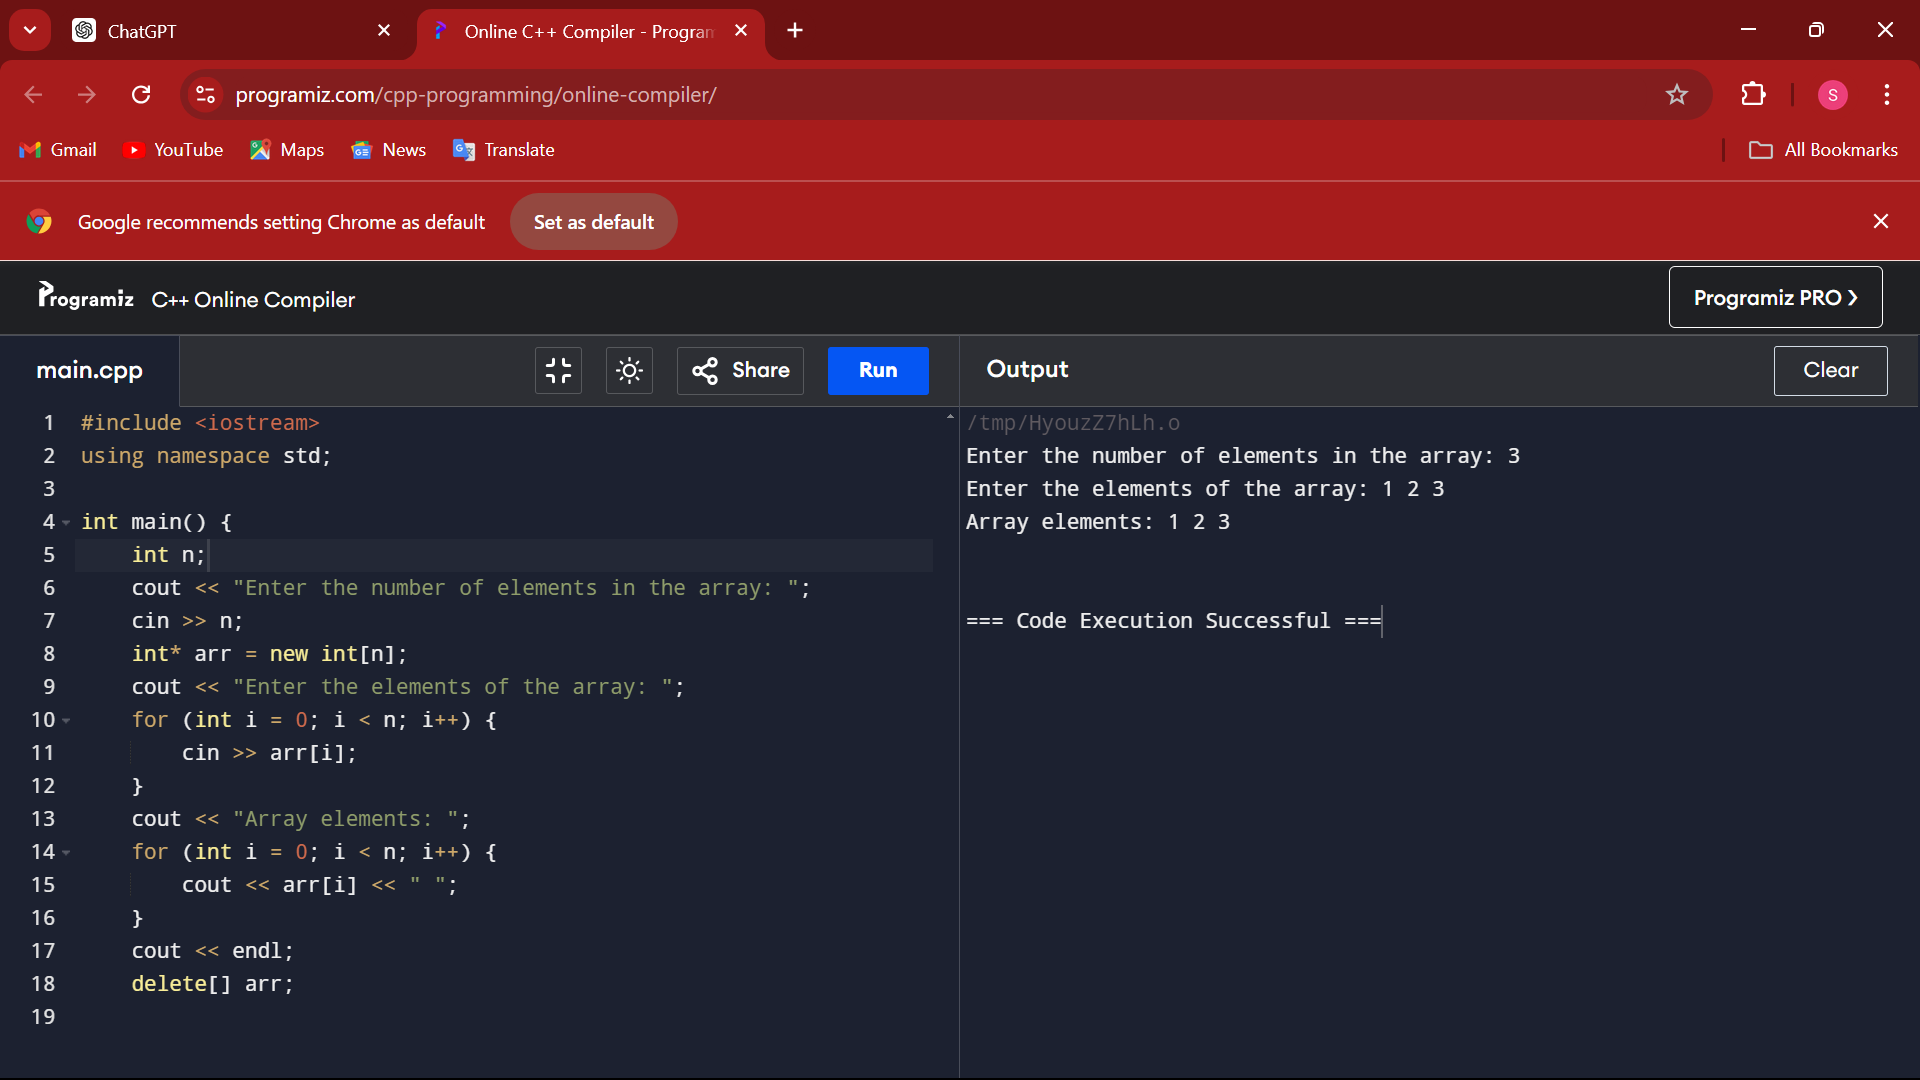 ChatGPT
Online C++ Compiler - Program
programiz.com/cpp-programming/online-compiler/
S
Gmail
YouTube
Maps
News
Translate
All Bookmarks
Google recommends setting Chrome as default
Set as default
Programiz C++ Online Compiler
Programiz PRO ❯
main.cpp
Share
Run
Output
Clear
1 #include <iostream>
2 using namespace std;
3
4 int main() {
5     int n;
6     cout << "Enter the number of elements in the array: ";
7     cin >> n;
8     int* arr = new int[n];
9     cout << "Enter the elements of the array: ";
10     for (int i = 0; i < n; i++) {
11         cin >> arr[i];
12     }
13     cout << "Array elements: ";
14     for (int i = 0; i < n; i++) {
15         cout << arr[i] << " ";
16     }
17     cout << endl;
18     delete[] arr;
19
/tmp/HyouzZ7hLh.o
Enter the number of elements in the array: 3
Enter the elements of the array: 1 2 3
Array elements: 1 2 3
=== Code Execution Successful ===